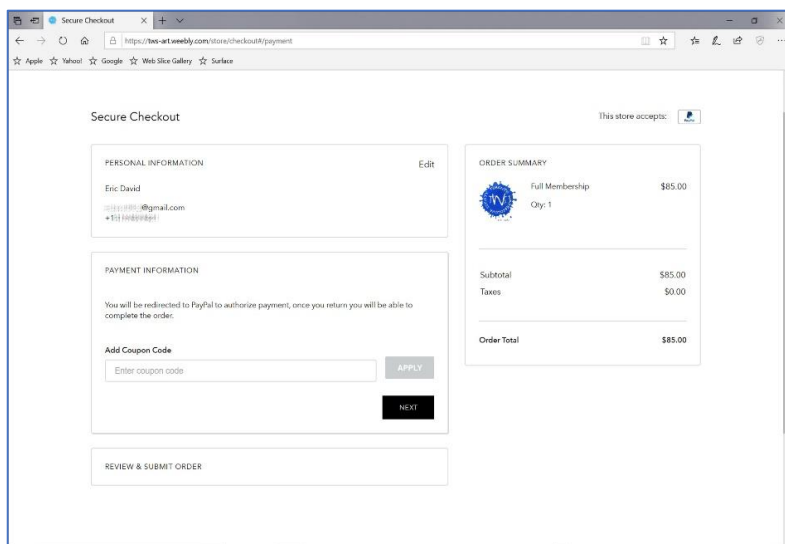 Secure Checkout
https://tws-art.weebly.com/store/checkout#/payment
Apple Yahoo! Google Web Slice Gallery Surface
Secure Checkout
This store accepts: PayPal
PERSONAL INFORMATION Edit
Eric David
@gmail.com
+1
PAYMENT INFORMATION
You will be redirected to PayPal to authorize payment, once you return you will be able to
complete the order.
Add Coupon Code
Enter coupon code APPLY
NEXT
REVIEW & SUBMIT ORDER
ORDER SUMMARY
Full Membership $85.00
Qty: 1
Subtotal $85.00
Taxes $0.00
Order Total $85.00